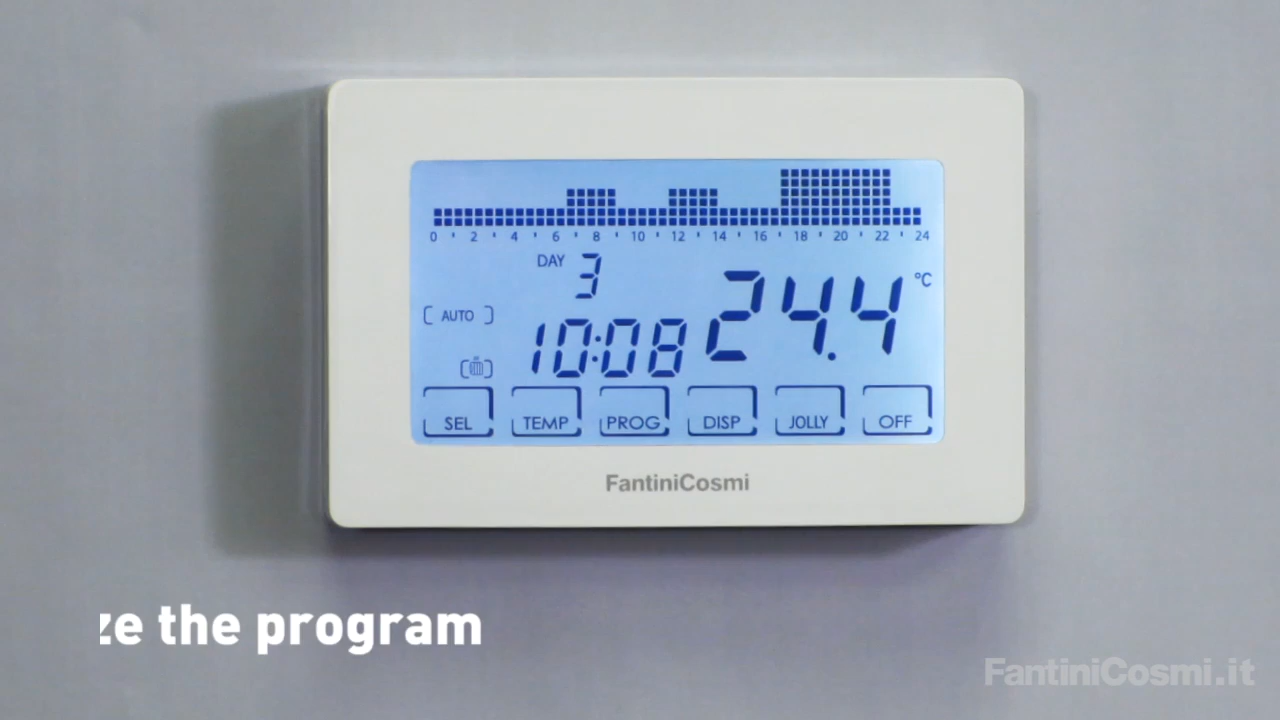 0 ' 2 ' 4 ' 6 ' 8 ' 10 ' 12 ' 14 ' 16 ' 18 ' 20 ' 22 ' 24
DAY 3
24.4 °C
AUTO
10:08
SEL TEMP PROG DISP JOLLY OFF
FantiniCosmi
ze the program
FantiniCosmi.it